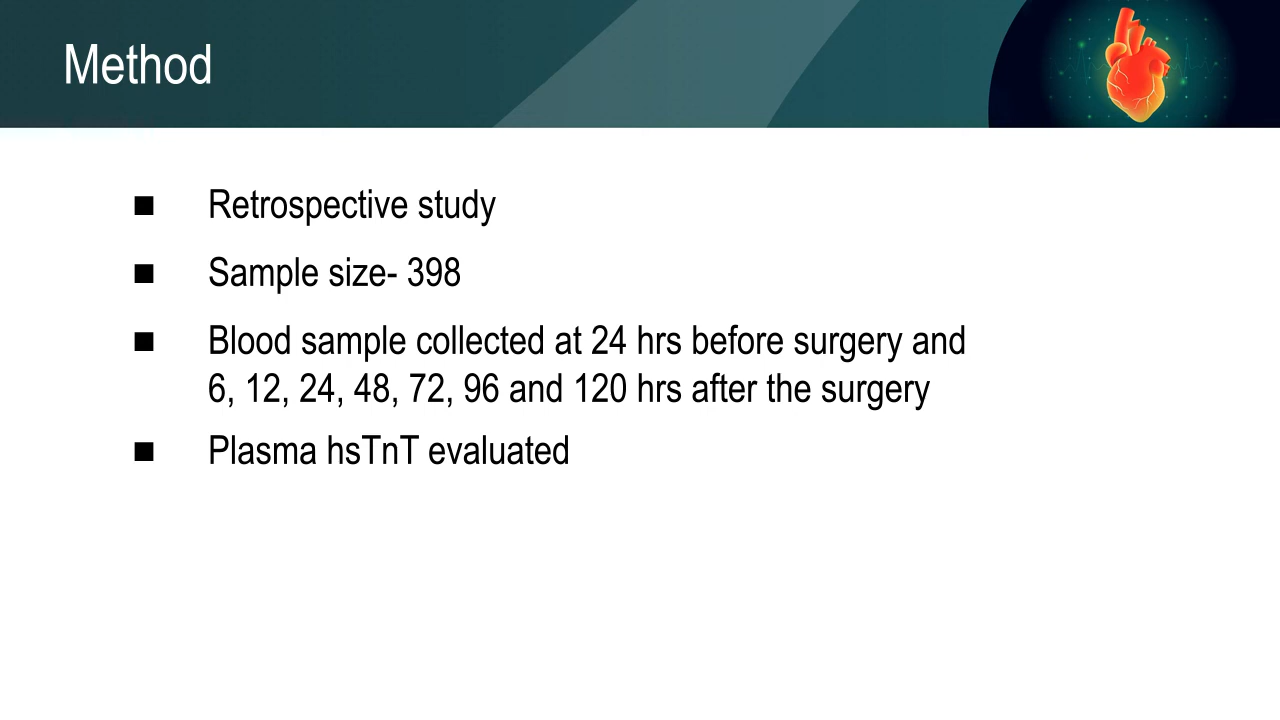 Method
■ Retrospective study
■ Sample size- 398
■ Blood sample collected at 24 hrs before surgery and
6, 12, 24, 48, 72, 96 and 120 hrs after the surgery
■ Plasma hsTnT evaluated